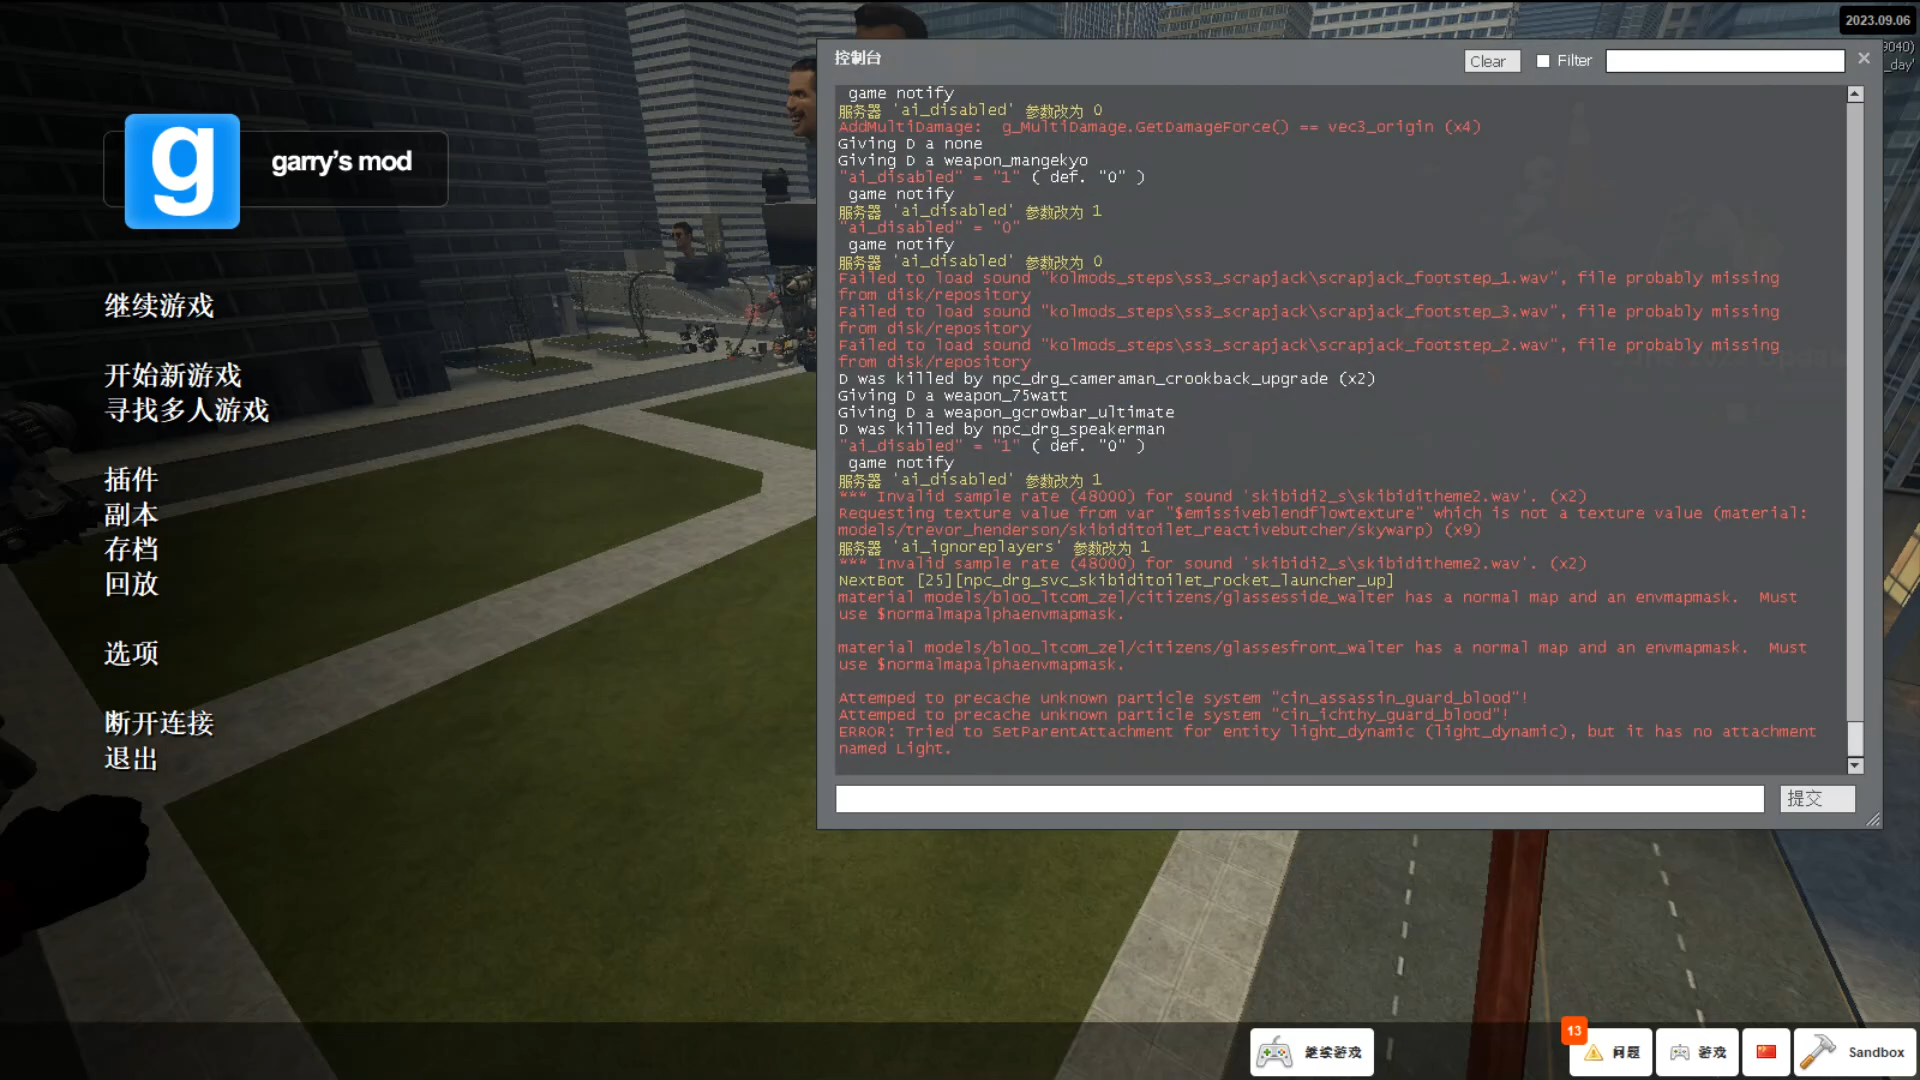 2023.09.06
9040)
_day'
控制台
Clear
Filter
g
garry's mod
继续游戏
开始新游戏
寻找多人游戏
插件
副本
存档
回放
选项
断开连接
退出
game notify
服务器 'ai_disabled' 参数改为 0
AddMultiDamage:  g_MultiDamage.GetDamageForce() == vec3_origin (x4)
Giving D a none
Giving D a weapon_mangekyo
"ai_disabled" = "1" ( def. "0" )
game notify
服务器 'ai_disabled' 参数改为 1
"ai_disabled" = "0"
game notify
服务器 'ai_disabled' 参数改为 0
Failed to load sound "kolmods_steps\ss3_scrapjack\scrapjack_footstep_1.wav", file probably missing
from disk/repository
Failed to load sound "kolmods_steps\ss3_scrapjack\scrapjack_footstep_3.wav", file probably missing
from disk/repository
Failed to load sound "kolmods_steps\ss3_scrapjack\scrapjack_footstep_2.wav", file probably missing
from disk/repository
D was killed by npc_drg_cameraman_crookback_upgrade (x2)
Giving D a weapon_75watt
Giving D a weapon_gcrowbar_ultimate
D was killed by npc_drg_speakerman
"ai_disabled" = "1" ( def. "0" )
game notify
服务器 'ai_disabled' 参数改为 1
*** Invalid sample rate (48000) for sound 'skibidi2_s\skibiditheme2.wav'. (x2)
Requesting texture value from var "$emissiveblendflowtexture" which is not a texture value (material:
models/trevor_henderson/skibiditoilet_reactivebutcher/skywarp) (x9)
服务器 'ai_ignoreplayers' 参数改为 1
*** Invalid sample rate (48000) for sound 'skibidi2_s\skibiditheme2.wav'. (x2)
NextBot [25][npc_drg_svc_skibiditoilet_rocket_launcher_up]
material models/bloo_ltcom_zel/citizens/glassesside_walter has a normal map and an envmapmask.  Must
use $normalmapalphaenvmapmask.
material models/bloo_ltcom_zel/citizens/glassesfront_walter has a normal map and an envmapmask.  Must
use $normalmapalphaenvmapmask.
Attemped to precache unknown particle system "cin_assassin_guard_blood"!
Attemped to precache unknown particle system "cin_ichthy_guard_blood"!
ERROR: Tried to SetParentAttachment for entity light_dynamic (light_dynamic), but it has no attachment
named Light.
提交
继续游戏
13
问题
游戏
Sandbox